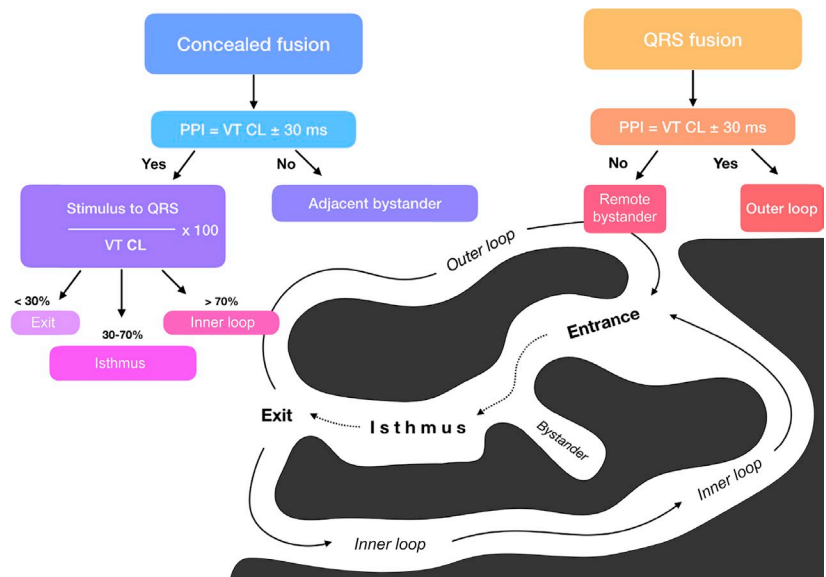 Concealed fusion
QRS fusion
PPI = VT CL ± 30 ms
PPI = VT CL ± 30 ms
Yes
No
No
Yes
Stimulus to QRS
VT CL
x 100
Adjacent bystander
Remote
bystander
Outer loop
< 30%
30-70%
> 70%
Exit
Isthmus
Inner loop
Outer loop
Entrance
Exit
Isthmus
Bystander
Inner loop
Inner loop